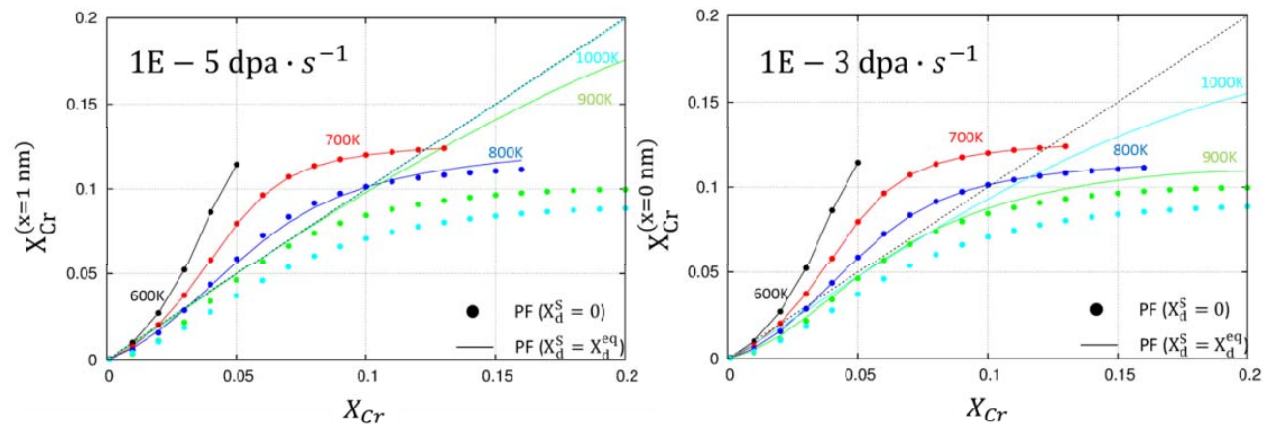 0.2
1E − 5 dpa · s⁻¹
1000K
900K
0.15
700K
800K
0.1
0.05
600K
PF (X_d^S = 0)
PF (X_d^S = X_d^eq)
0
0
0.05
0.1
0.15
0.2
X_Cr^(x=1 nm)
X_Cr
0.2
1E − 3 dpa · s⁻¹
1000K
0.15
700K
800K
900K
0.1
0.05
600K
PF (X_d^S = 0)
PF (X_d^S = X_d^eq)
0
0
0.05
0.1
0.15
0.2
X_Cr^(x=0 nm)
X_Cr